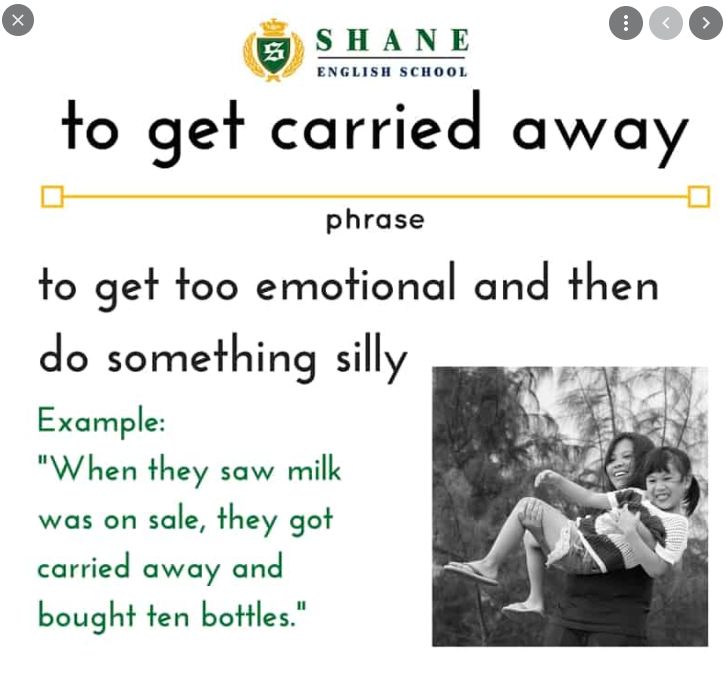 SHANE
ENGLISH SCHOOL
to get carried away
phrase
to get too emotional and then
do something silly
Example:
"When they saw milk
was on sale, they got
carried away and
bought ten bottles."